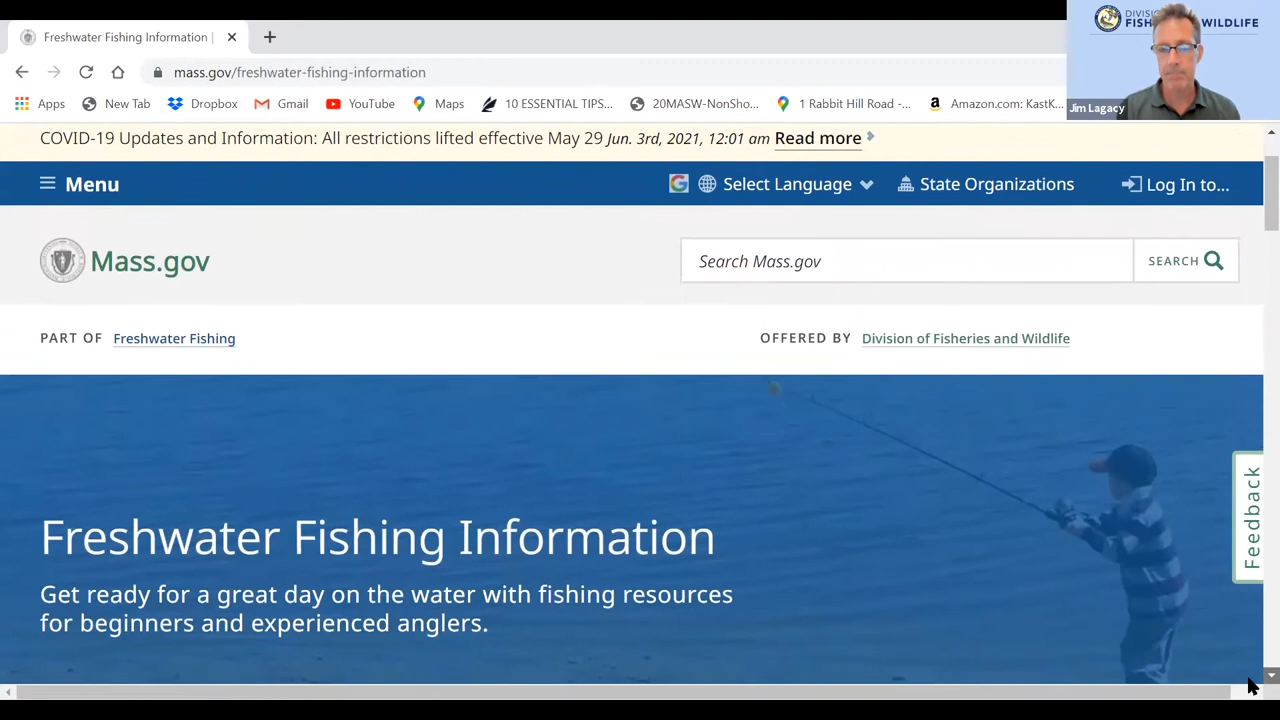 Freshwater Fishing Information |
mass.gov/freshwater-fishing-information
Apps New Tab Dropbox Gmail YouTube Maps 10 ESSENTIAL TIPS... 20MASW-NonSho... 1 Rabbit Hill Road -... Amazon.com: KastK...
DIVIS
FISH WILDLIFE
Jim Lagacy
COVID-19 Updates and Information: All restrictions lifted effective May 29 Jun. 3rd, 2021, 12:01 am Read more
Menu Select Language State Organizations Log In to...
Mass.gov Search Mass.gov SEARCH
PART OF Freshwater Fishing OFFERED BY Division of Fisheries and Wildlife
Feedback
Freshwater Fishing Information
Get ready for a great day on the water with fishing resources
for beginners and experienced anglers.